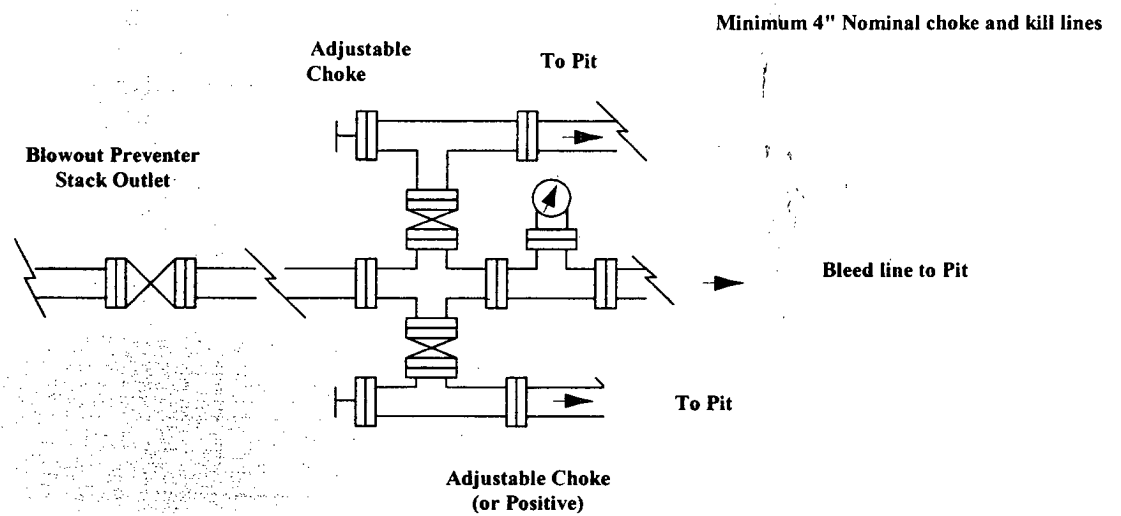 Minimum 4" Nominal choke and kill lines
Adjustable
Choke
To Pit
Blowout Preventer
Stack Outlet
Bleed line to Pit
To Pit
Adjustable Choke
(or Positive)